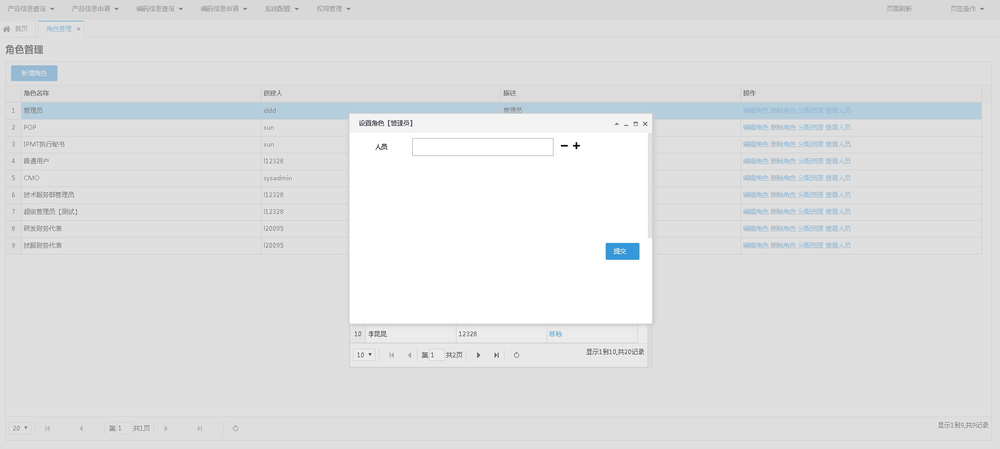 产品信息查询 产品信息申请 编码信息查询 编码信息申请 系统配置 权限管理 页面刷新 页签操作
首页 角色管理
角色管理
新增角色
角色名称 创建人 描述 操作
1 管理员 ddd 管理员 编辑角色 删除角色 分配资源 查看人员
2 POP sun 编辑角色 删除角色 分配资源 查看人员
3 IPMT执行秘书 sun 编辑角色 删除角色 分配资源 查看人员
4 普通用户 l12328 编辑角色 删除角色 分配资源 查看人员
5 CMO sysadmin 编辑角色 删除角色 分配资源 查看人员
6 技术服务部管理员 l12328 编辑角色 删除角色 分配资源 查看人员
7 超级管理员【测试】 l12328 编辑角色 删除角色 分配资源 查看人员
8 研发财务代表 l20095 编辑角色 删除角色 分配资源 查看人员
9 技服财务代表 l20095 编辑角色 删除角色 分配资源 查看人员
设置角色【管理员】
人员
提交
10 李昆昆 12328 移除
10 第 1 共2页 显示1到10,共20记录
20 第 1 共1页 显示1到9,共9记录